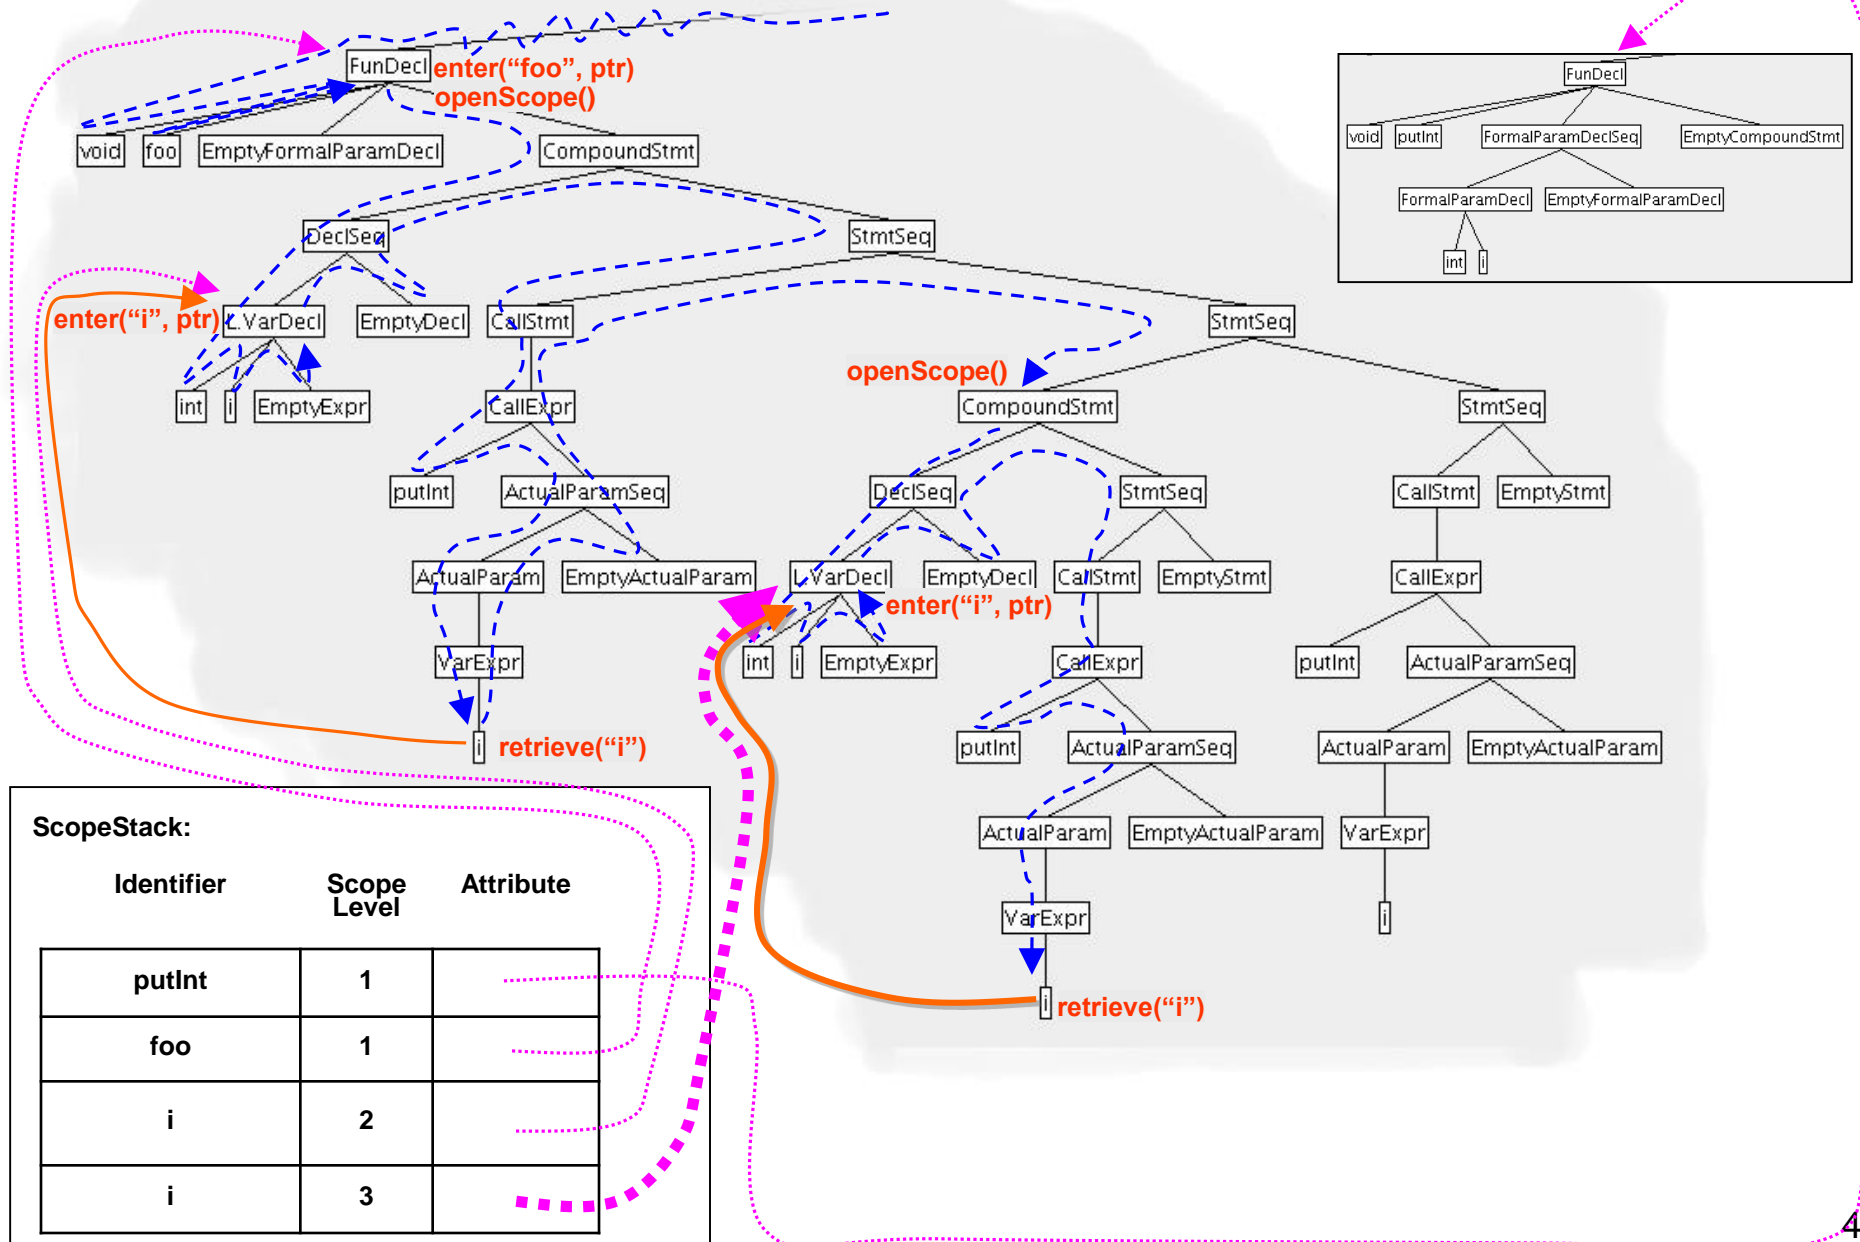 FunDecl
enter(“foo”, ptr)
openScope()
void foo EmptyFormalParamDecl CompoundStmt
DeclSeq StmtSeq
enter(“i”, ptr) L.VarDecl EmptyDecl CallStmt StmtSeq
openScope()
int i EmptyExpr CallExpr CompoundStmt StmtSeq
putInt ActualParamSeq DeclSeq StmtSeq CallStmt EmptyStmt
ActualParam EmptyActualParam L.VarDecl EmptyDecl CallStmt EmptyStmt CallExpr
enter(“i”, ptr)
VarExpr int i EmptyExpr CallExpr putInt ActualParamSeq
i retrieve(“i”) putInt ActualParamSeq ActualParam EmptyActualParam
ActualParam EmptyActualParam VarExpr
VarExpr i
i retrieve(“i”)
FunDecl
void putInt FormalParamDeclSeq EmptyCompoundStmt
FormalParamDecl EmptyFormalParamDecl
int i
ScopeStack:
Identifier Scope Level Attribute
putInt 1
foo 1
i 2
i 3
4